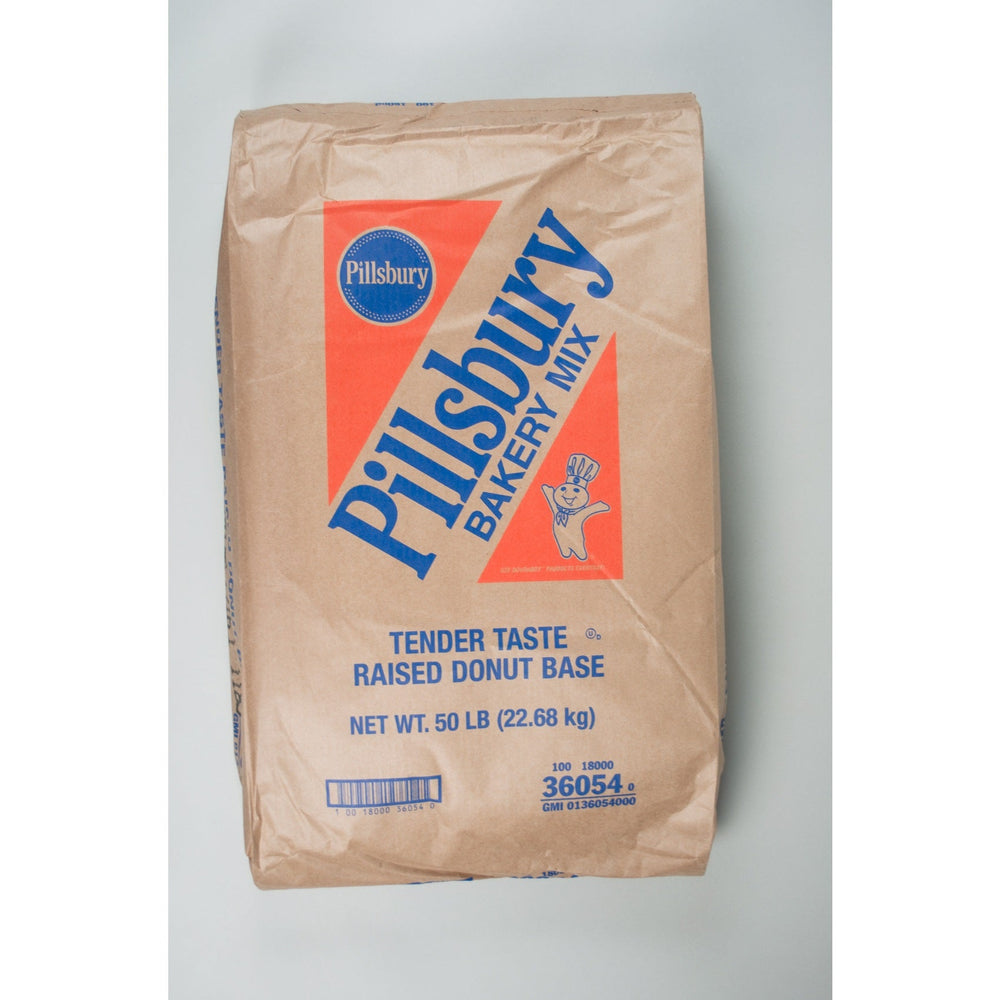 Pillsbury
Pillsbury
BAKERY MIX
TENDER TASTE
RAISED DONUT BASE
NET WT. 50 LB (22.68 kg)
1 00 18000 36054 0
100 18000
36054 0
GMI 0136054000